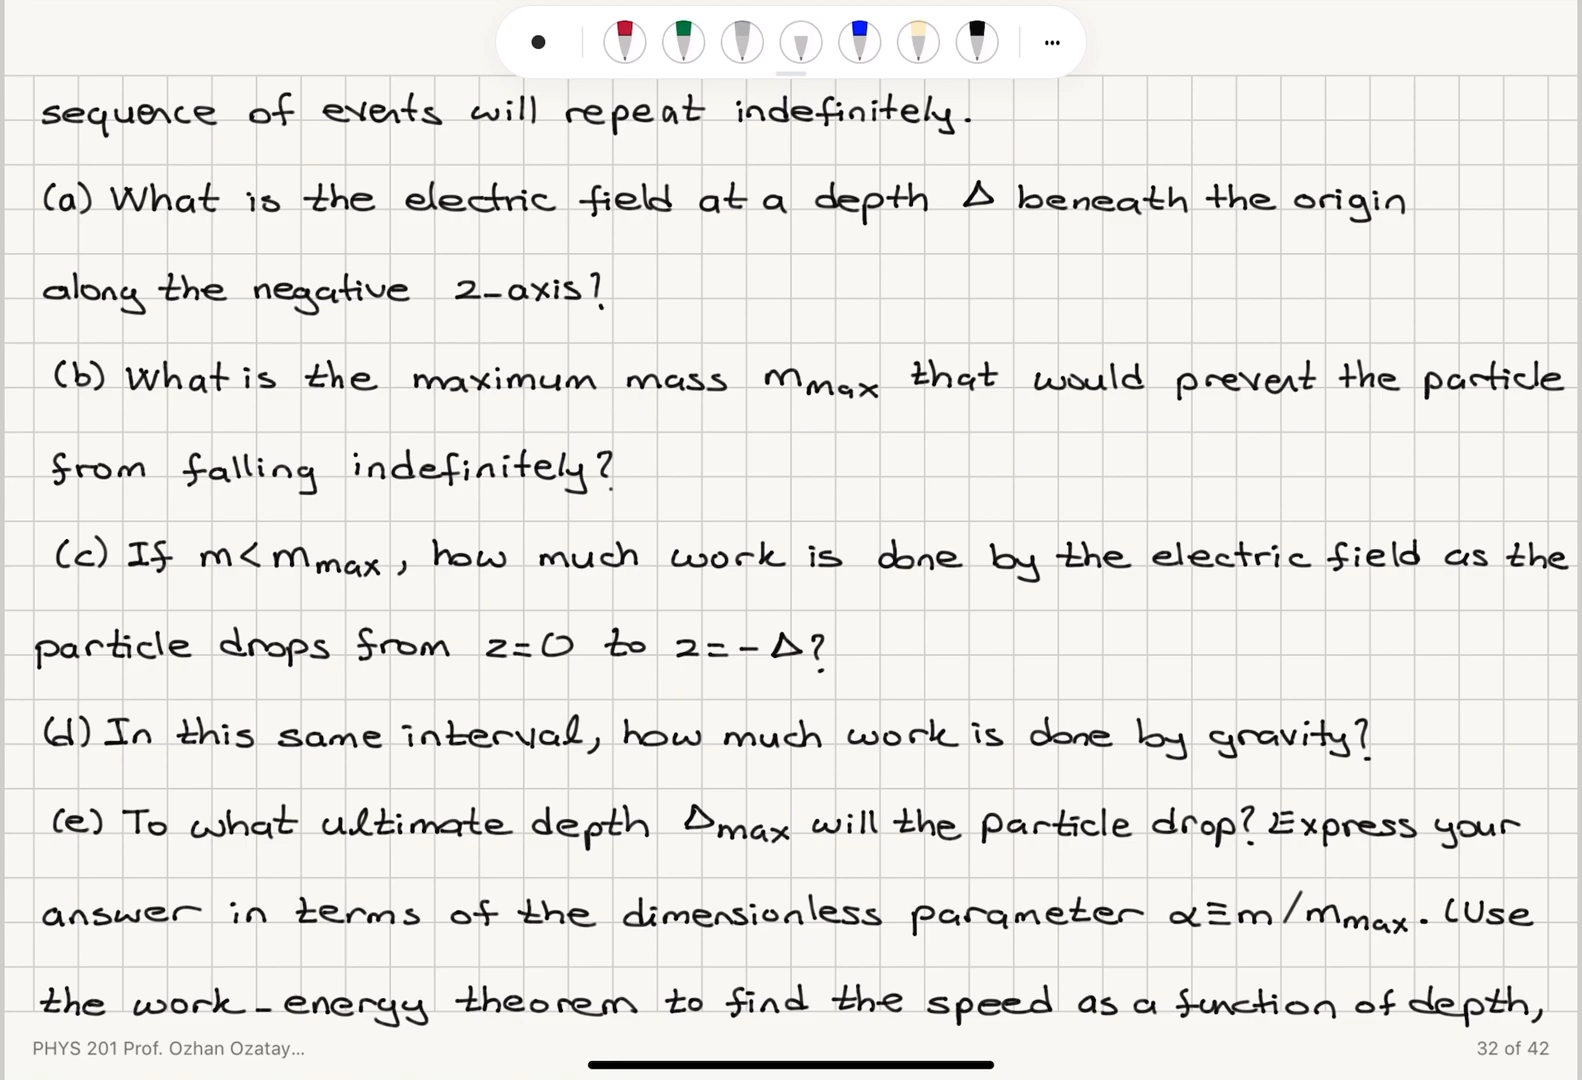 sequence of events will repeat indefinitely.
(a) What is the electric field at a depth Δ beneath the origin
along the negative z-axis?
(b) What is the maximum mass m max that would prevent the particle
from falling indefinitely?
(c) If m < m max, how much work is done by the electric field as the
particle drops from z=0 to z=-Δ?
(d) In this same interval, how much work is done by gravity?
(e) To what ultimate depth Δmax will the particle drop? Express your
answer in terms of the dimensionless parameter α≡m/m max. (Use
the work-energy theorem to find the speed as a function of depth,
PHYS 201 Prof. Ozhan Ozatay...
32 of 42